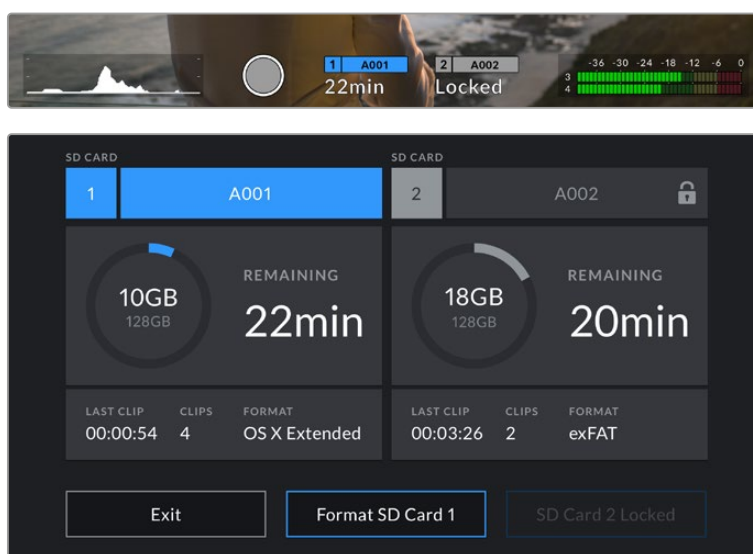 1 A001 2 A002 -36 -30 -24 -18 -12 -6 0
22min Locked 3
4
SD CARD SD CARD
1 A001 2 A002
10GB REMAINING 18GB REMAINING
128GB 22min 128GB 20min
LAST CLIP CLIPS FORMAT LAST CLIP CLIPS FORMAT
00:00:54 4 OS X Extended 00:03:26 2 exFAT
Exit Format SD Card 1 SD Card 2 Locked